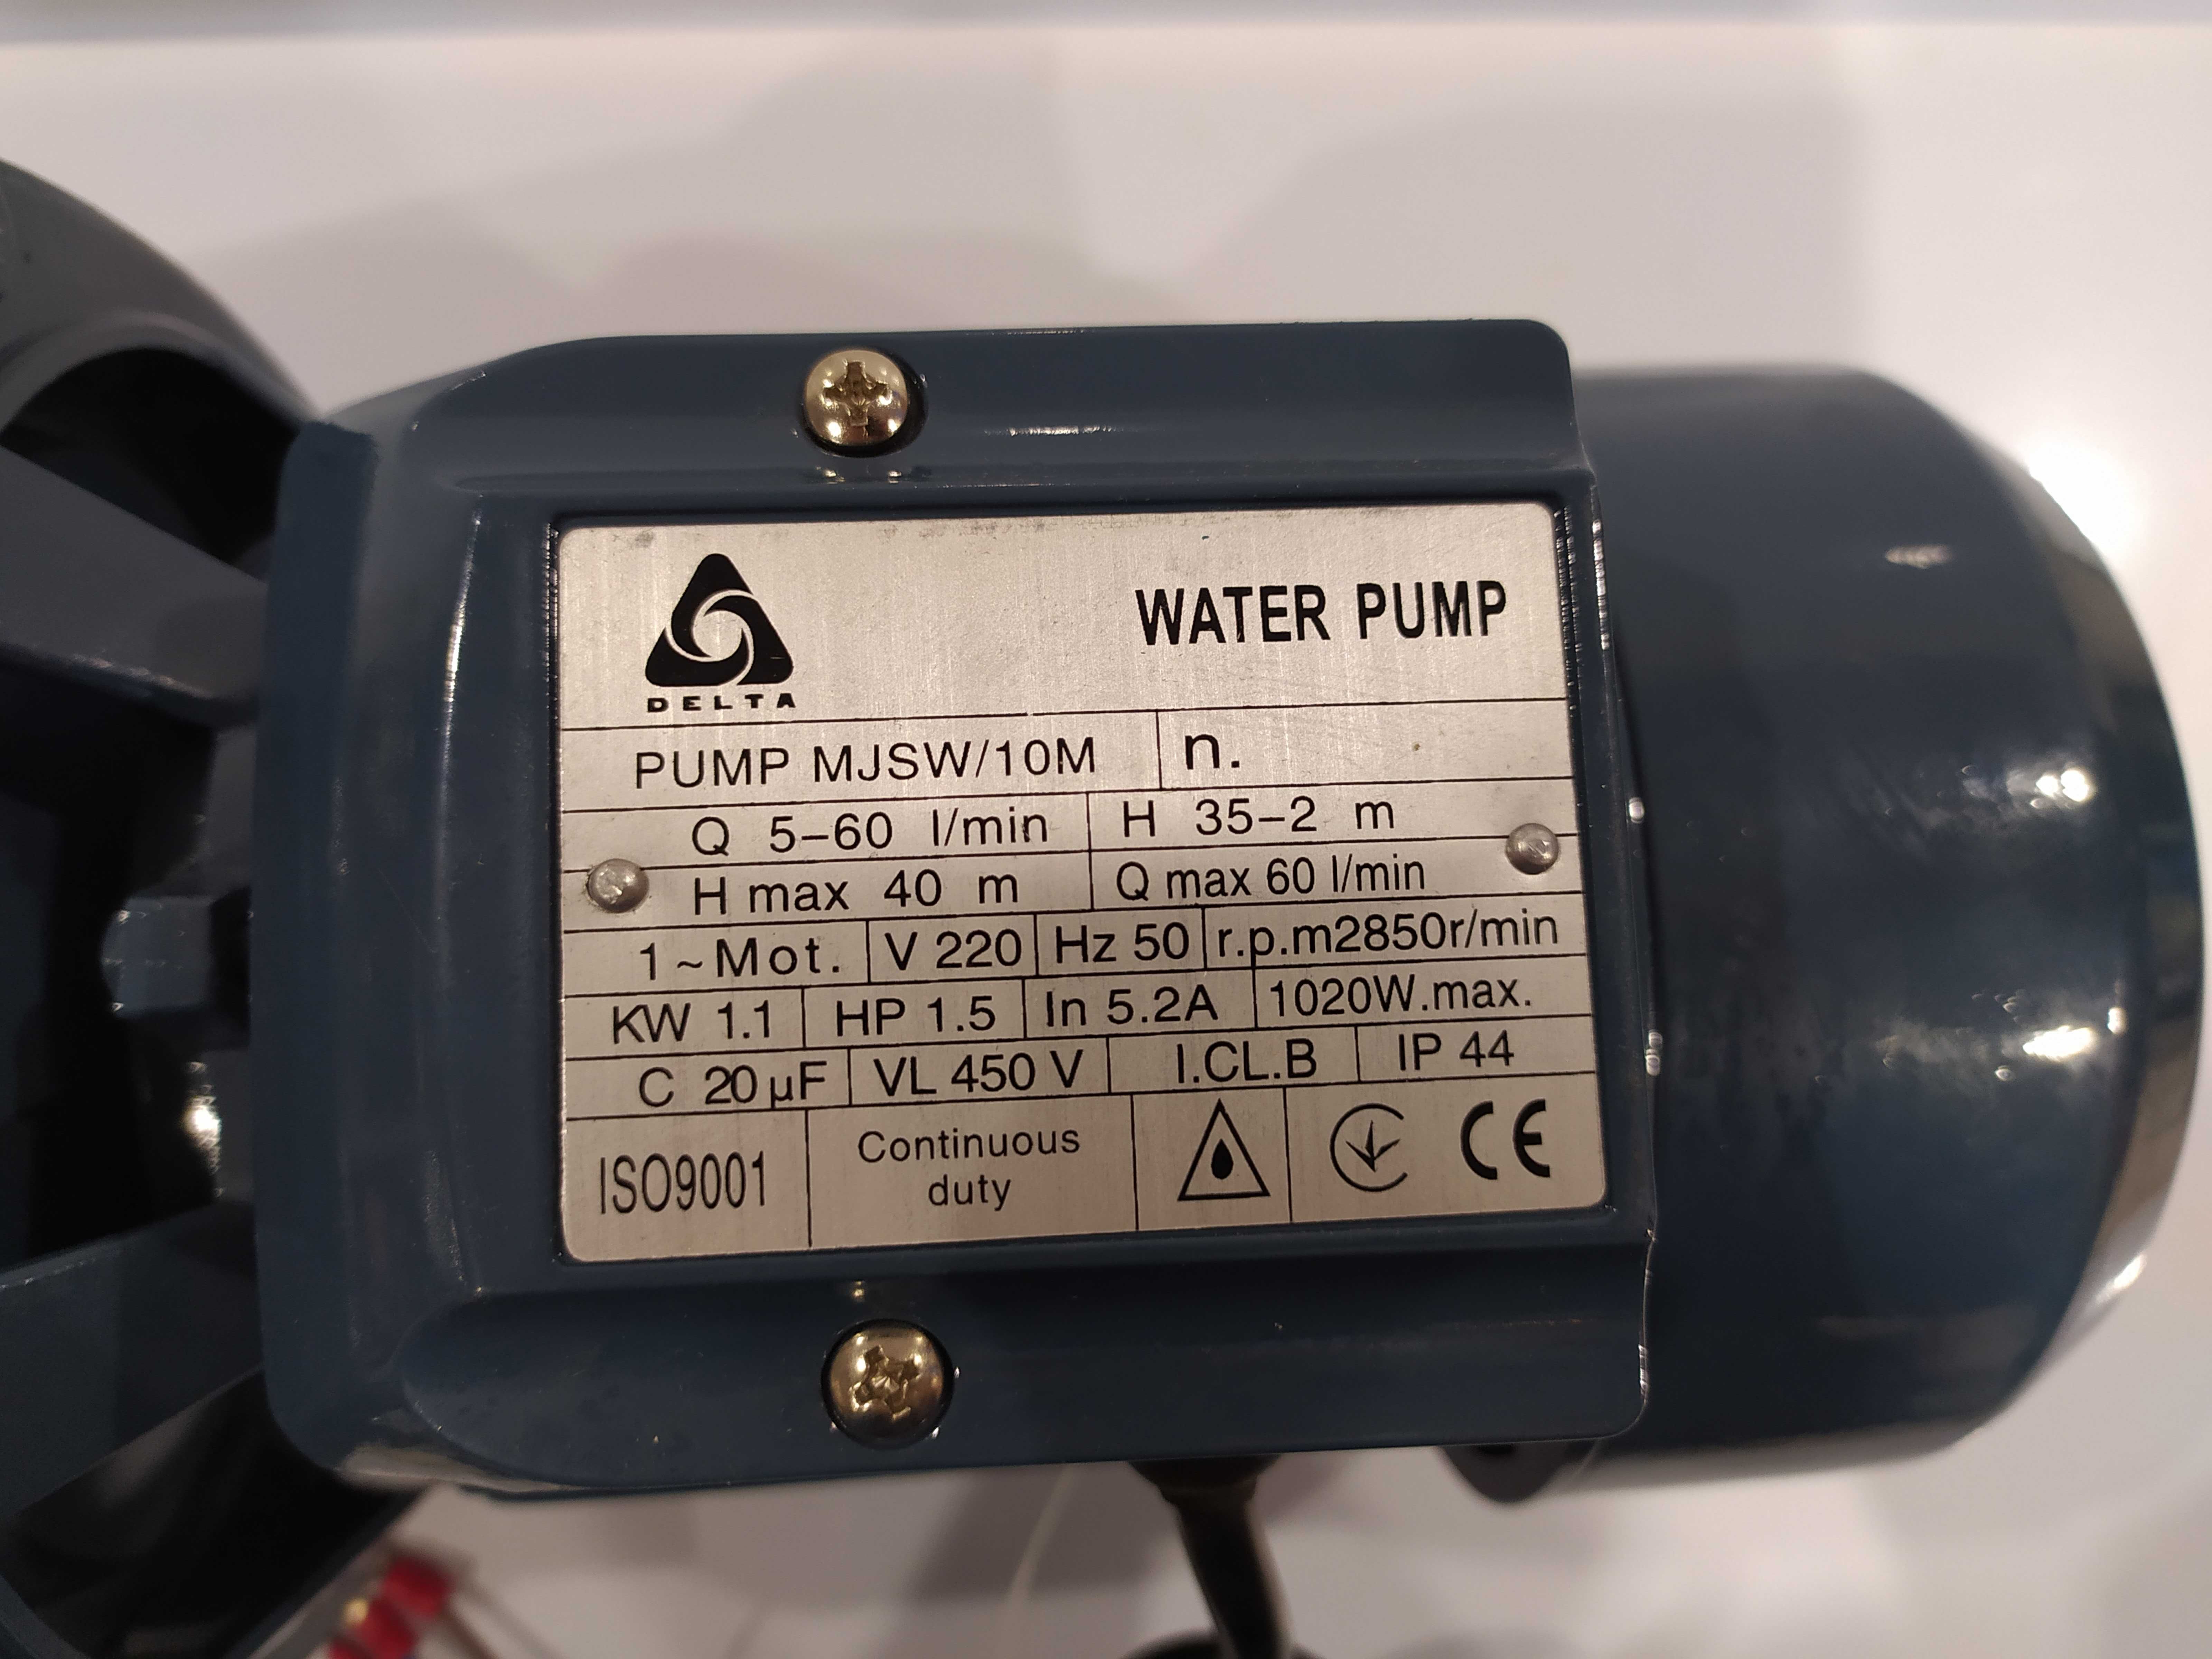 DELTA
WATER PUMP
PUMP MJSW/10M n.
Q 5-60 l/min H 35-2 m
H max 40 m Q max 60 l/min
1~Mot. V 220 Hz 50 r.p.m2850r/min
KW 1.1 HP 1.5 In 5.2A 1020W.max.
C 20µF VL 450 V I.CL.B IP 44
ISO9001 Continuous duty CE